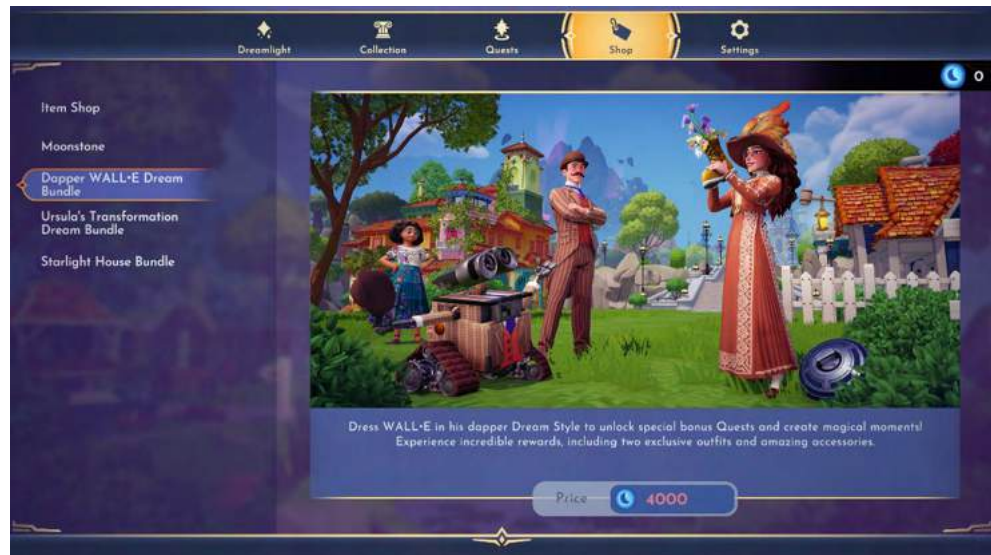 Dreamlight
Collection
Quests
Shop
Settings
0
Item Shop
Moonstone
Dapper WALL•E Dream
Bundle
Ursula's Transformation
Dream Bundle
Starlight House Bundle
Dress WALL•E in his dapper Dream Style to unlock special bonus Quests and create magical moments!
Experience incredible rewards, including two exclusive outfits and amazing accessories.
Price 4000